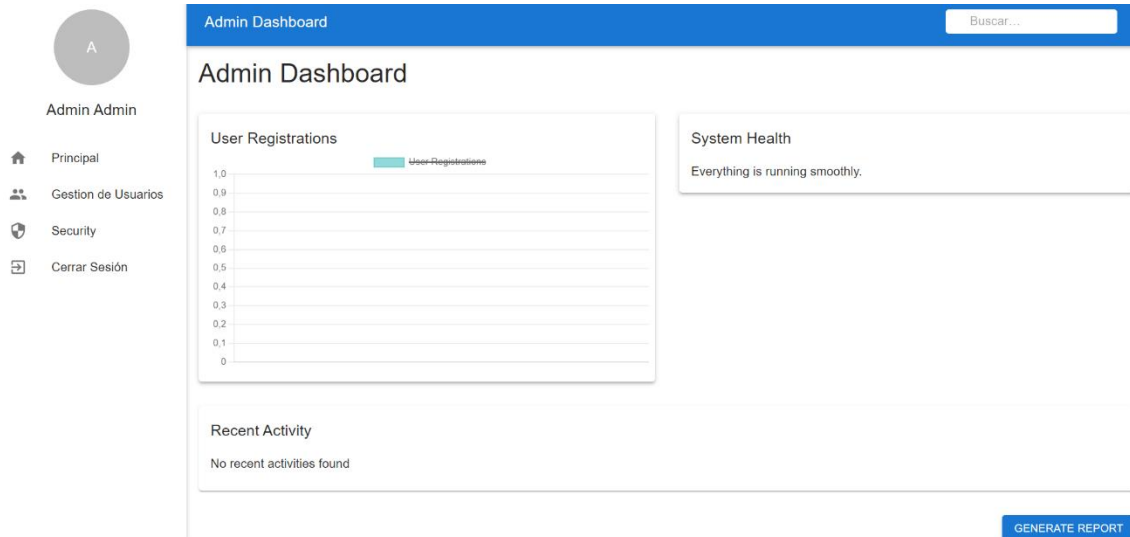 A
Admin Admin
Principal
Gestion de Usuarios
Security
Cerrar Sesión
Admin Dashboard
Buscar...
Admin Dashboard
User Registrations
User Registrations
1,0
0,9
0,8
0,7
0,6
0,5
0,4
0,3
0,2
0,1
0
System Health
Everything is running smoothly.
Recent Activity
No recent activities found
GENERATE REPORT